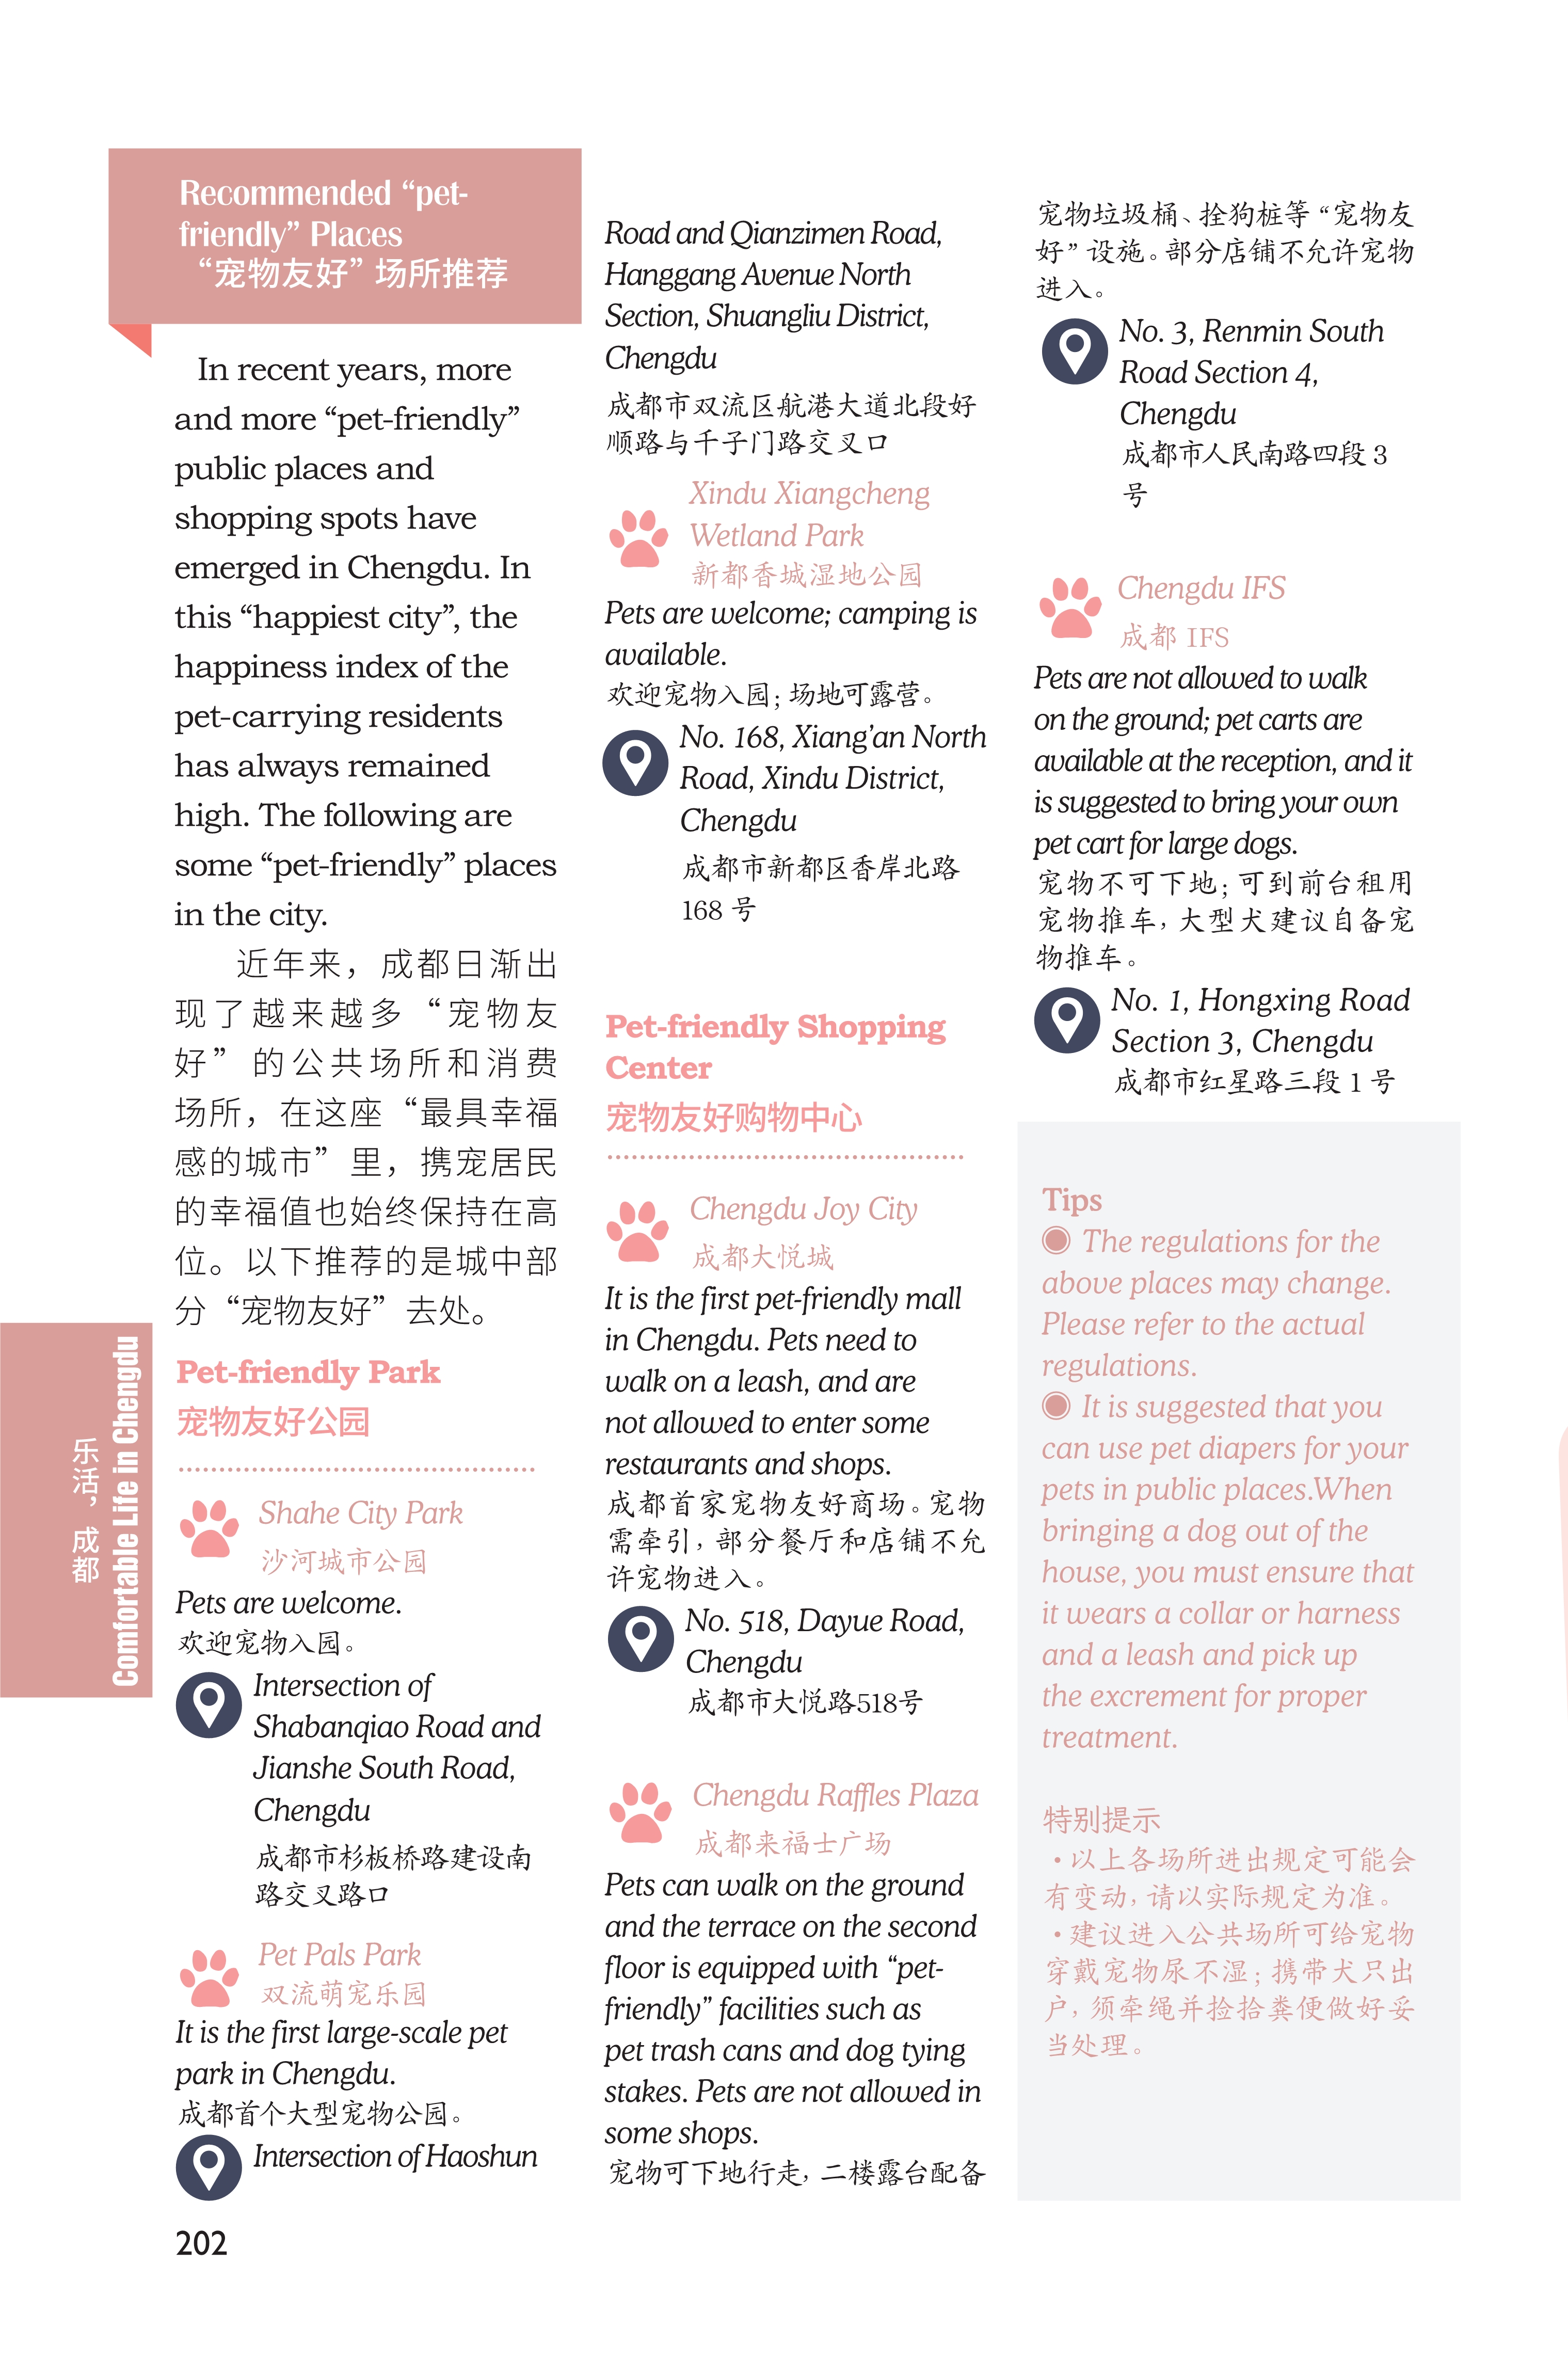 Recommended “pet-
friendly” Places
“宠物友好”场所推荐
In recent years, more
and more “pet-friendly”
public places and
shopping spots have
emerged in Chengdu. In
this “happiest city”, the
happiness index of the
pet-carrying residents
has always remained
high. The following are
some “pet-friendly” places
in the city.
近年来，成都日渐出
现了越来越多“宠物友
好”的公共场所和消费
场所，在这座“最具幸福
感的城市”里，携宠居民
的幸福值也始终保持在高
位。以下推荐的是城中部
分“宠物友好”去处。
Pet-friendly Park
宠物友好公园
Shahe City Park
沙河城市公园
Pets are welcome.
欢迎宠物入园。
Intersection of
Shabanqiao Road and
Jianshe South Road,
Chengdu
成都市杉板桥路建设南
路交叉路口
Pet Pals Park
双流萌宠乐园
It is the first large-scale pet
park in Chengdu.
成都首个大型宠物公园。
Intersection of Haoshun
Road and Qianzimen Road,
Hanggang Avenue North
Section, Shuangliu District,
Chengdu
成都市双流区航港大道北段好
顺路与千子门路交叉口
Xindu Xiangcheng
Wetland Park
新都香城湿地公园
Pets are welcome; camping is
available.
欢迎宠物入园；场地可露营。
No. 168, Xiang’an North
Road, Xindu District,
Chengdu
成都市新都区香岸北路
168 号
Pet-friendly Shopping
Center
宠物友好购物中心
Chengdu Joy City
成都大悦城
It is the first pet-friendly mall
in Chengdu. Pets need to
walk on a leash, and are
not allowed to enter some
restaurants and shops.
成都首家宠物友好商场。宠物
需牵引，部分餐厅和店铺不允
许宠物进入。
No. 518, Dayue Road,
Chengdu
成都市大悦路518号
Chengdu Raffles Plaza
成都来福士广场
Pets can walk on the ground
and the terrace on the second
floor is equipped with “pet-
friendly” facilities such as
pet trash cans and dog tying
stakes. Pets are not allowed in
some shops.
宠物可下地行走，二楼露台配备
宠物垃圾桶、拴狗桩等“宠物友
好”设施。部分店铺不允许宠物
进入。
No. 3, Renmin South
Road Section 4,
Chengdu
成都市人民南路四段 3
号
Chengdu IFS
成都 IFS
Pets are not allowed to walk
on the ground; pet carts are
available at the reception, and it
is suggested to bring your own
pet cart for large dogs.
宠物不可下地；可到前台租用
宠物推车，大型犬建议自备宠
物推车。
No. 1, Hongxing Road
Section 3, Chengdu
成都市红星路三段 1 号
Tips
◉ The regulations for the
above places may change.
Please refer to the actual
regulations.
◉ It is suggested that you
can use pet diapers for your
pets in public places.When
bringing a dog out of the
house, you must ensure that
it wears a collar or harness
and a leash and pick up
the excrement for proper
treatment.
特别提示
·以上各场所进出规定可能会
有变动，请以实际规定为准。
·建议进入公共场所可给宠物
穿戴宠物尿不湿；携带犬只出
户，须牵绳并捡拾粪便做好妥
当处理。
乐活，成都
Comfortable Life in Chengdu
202